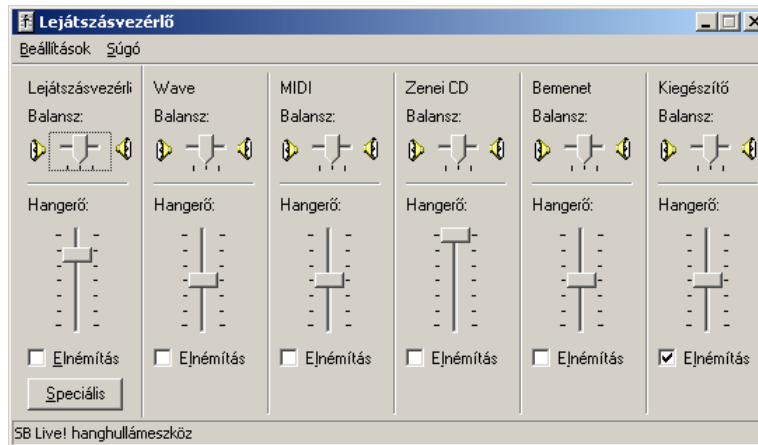 Lejátszásvezérlő
Beállítások Súgó
Lejátszásvezérl Wave MIDI Zenei CD Bemenet Kiegészítő
Balansz: Balansz: Balansz: Balansz: Balansz: Balansz:
Hangerő: Hangerő: Hangerő: Hangerő: Hangerő: Hangerő:
Elnémítás Elnémítás Elnémítás Elnémítás Elnémítás Elnémítás
Speciális
SB Live! hanghullámeszköz